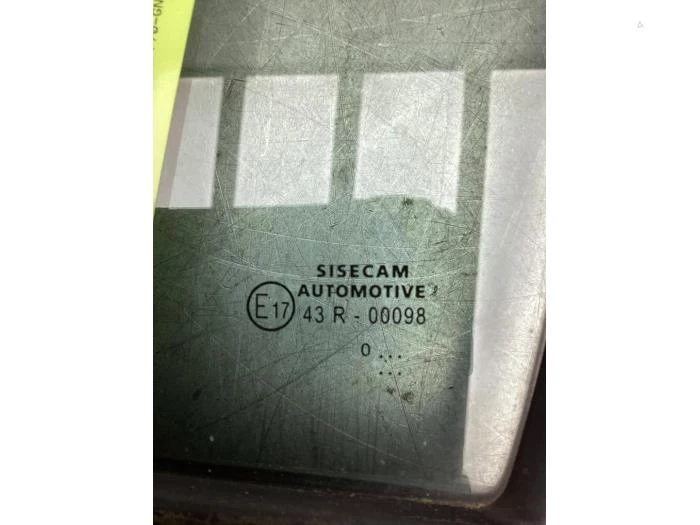 SISECAM
AUTOMOTIVE
E17 43 R - 00098
0 ...
...